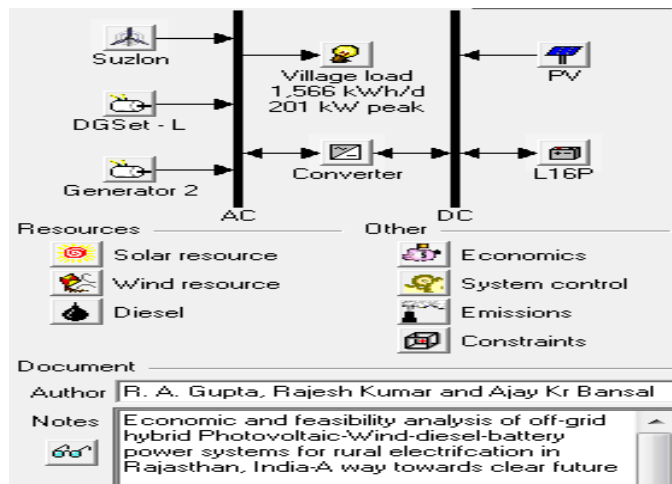 Suzlon
Village load
1,566 kWh/d
201 kW peak
PV
DGSet - L
Generator 2
Converter
L16P
AC
DC
Resources
Other
Solar resource
Economics
Wind resource
System control
Diesel
Emissions
Constraints
Document
Author R. A. Gupta, Rajesh Kumar and Ajay Kr Bansal
Notes Economic and feasibility analysis of off-grid
hybrid Photovoltaic-Wind-diesel-battery
power systems for rural electrifcation in
Rajasthan, India-A way towards clear future